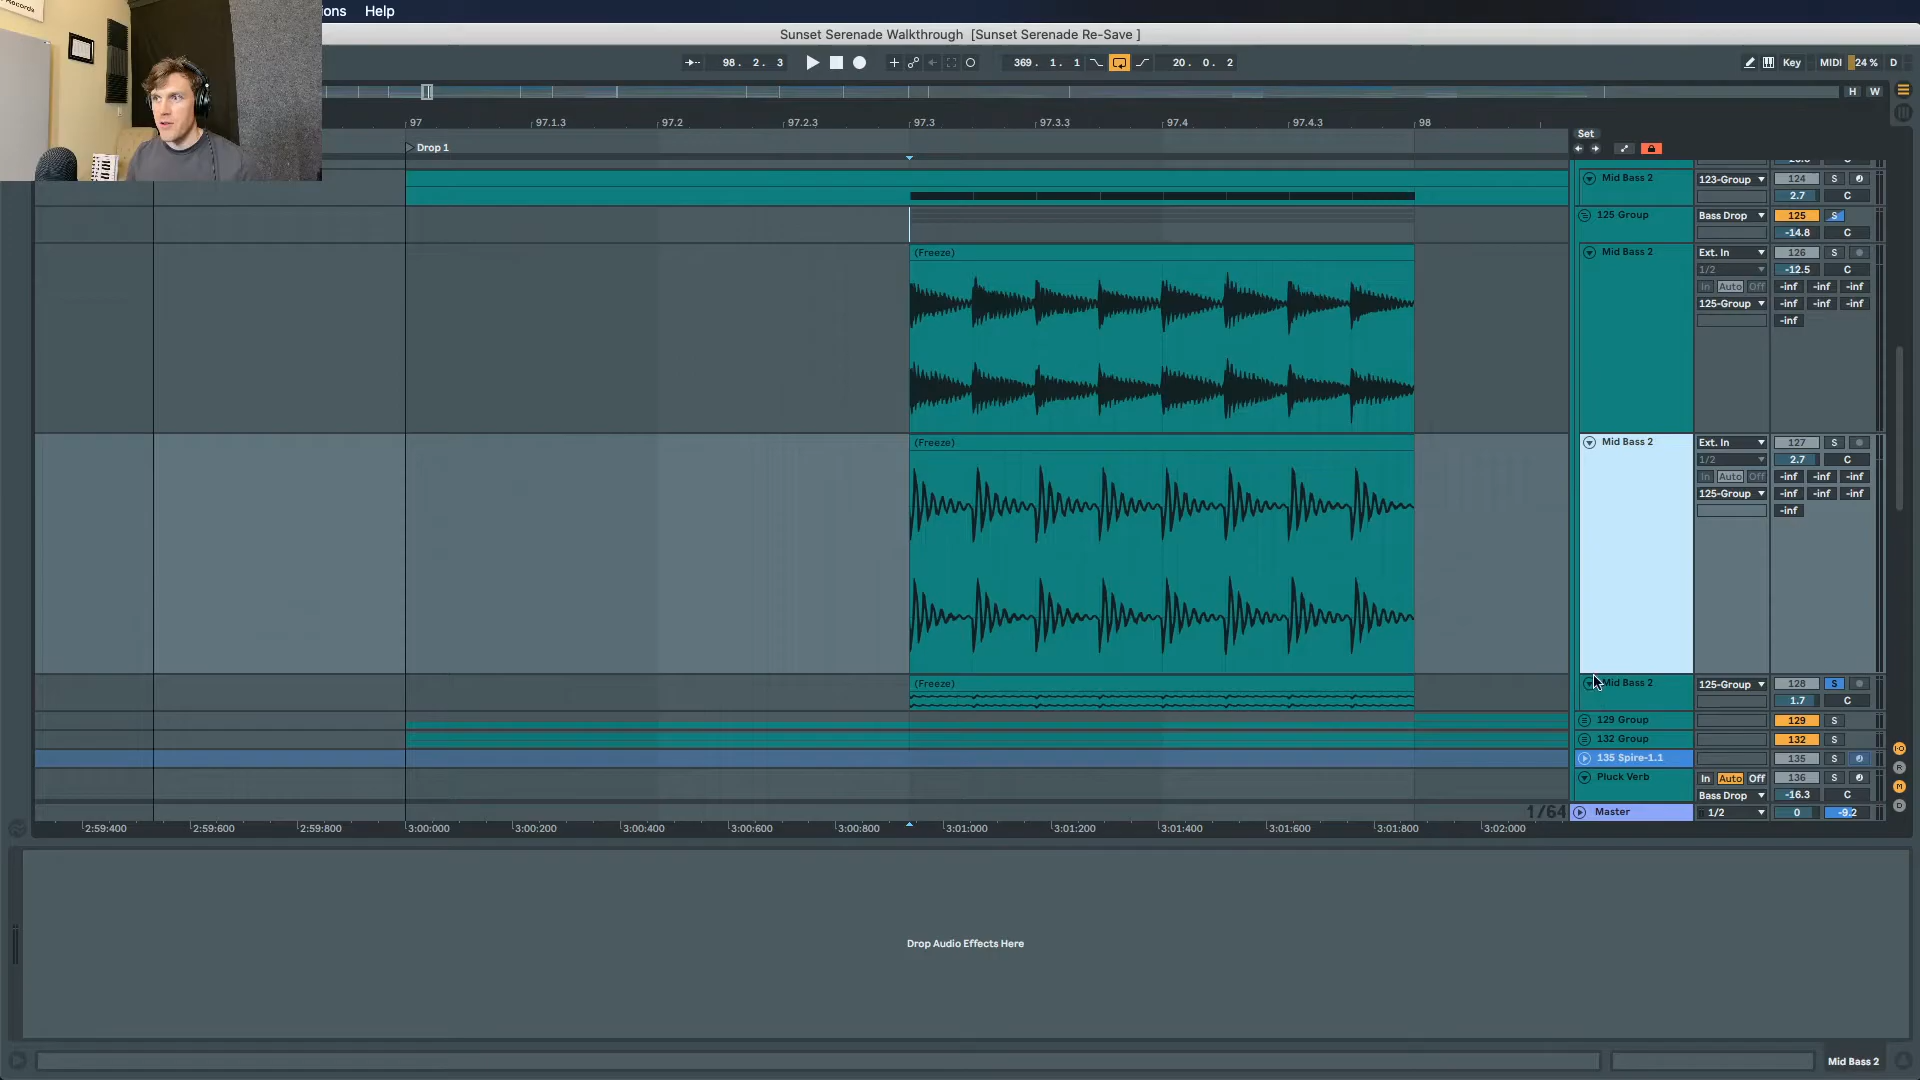 Records
ons Help
Sunset Serenade Walkthrough [Sunset Serenade Re-Save ]
98. 2. 3
369. 1. 1
20. 0. 2
Key MIDI 24 % D
H W
97 97.1.3 97.2 97.2.3 97.3 97.3.3 97.4 97.4.3 98
Set
Drop 1
Mid Bass 2 123-Group 124 S
2.7 C
125 Group Bass Drop 125 S
-14.8 C
(Freeze) Mid Bass 2 Ext. In 126 S
1/2 -12.5 C
In Auto Off -inf -inf -inf
125-Group -inf -inf -inf
-inf
(Freeze) Mid Bass 2 Ext. In 127 S
1/2 2.7 C
In Auto Off -inf -inf -inf
125-Group -inf -inf -inf
-inf
(Freeze) Mid Bass 2 125-Group 128 S
1.7 C
129 Group 129 S
132 Group 132 S
135 Spire-1.1 135 S
Pluck Verb In Auto Off 136 S
Bass Drop -16.3 C
1/64 Master 1/2 0 -9.2
2:59:400 2:59:600 2:59:800 3:00:000 3:00:200 3:00:400 3:00:600 3:00:800 3:01:000 3:01:200 3:01:400 3:01:600 3:01:800 3:02:000
I·O
R
M
D
Drop Audio Effects Here
Mid Bass 2